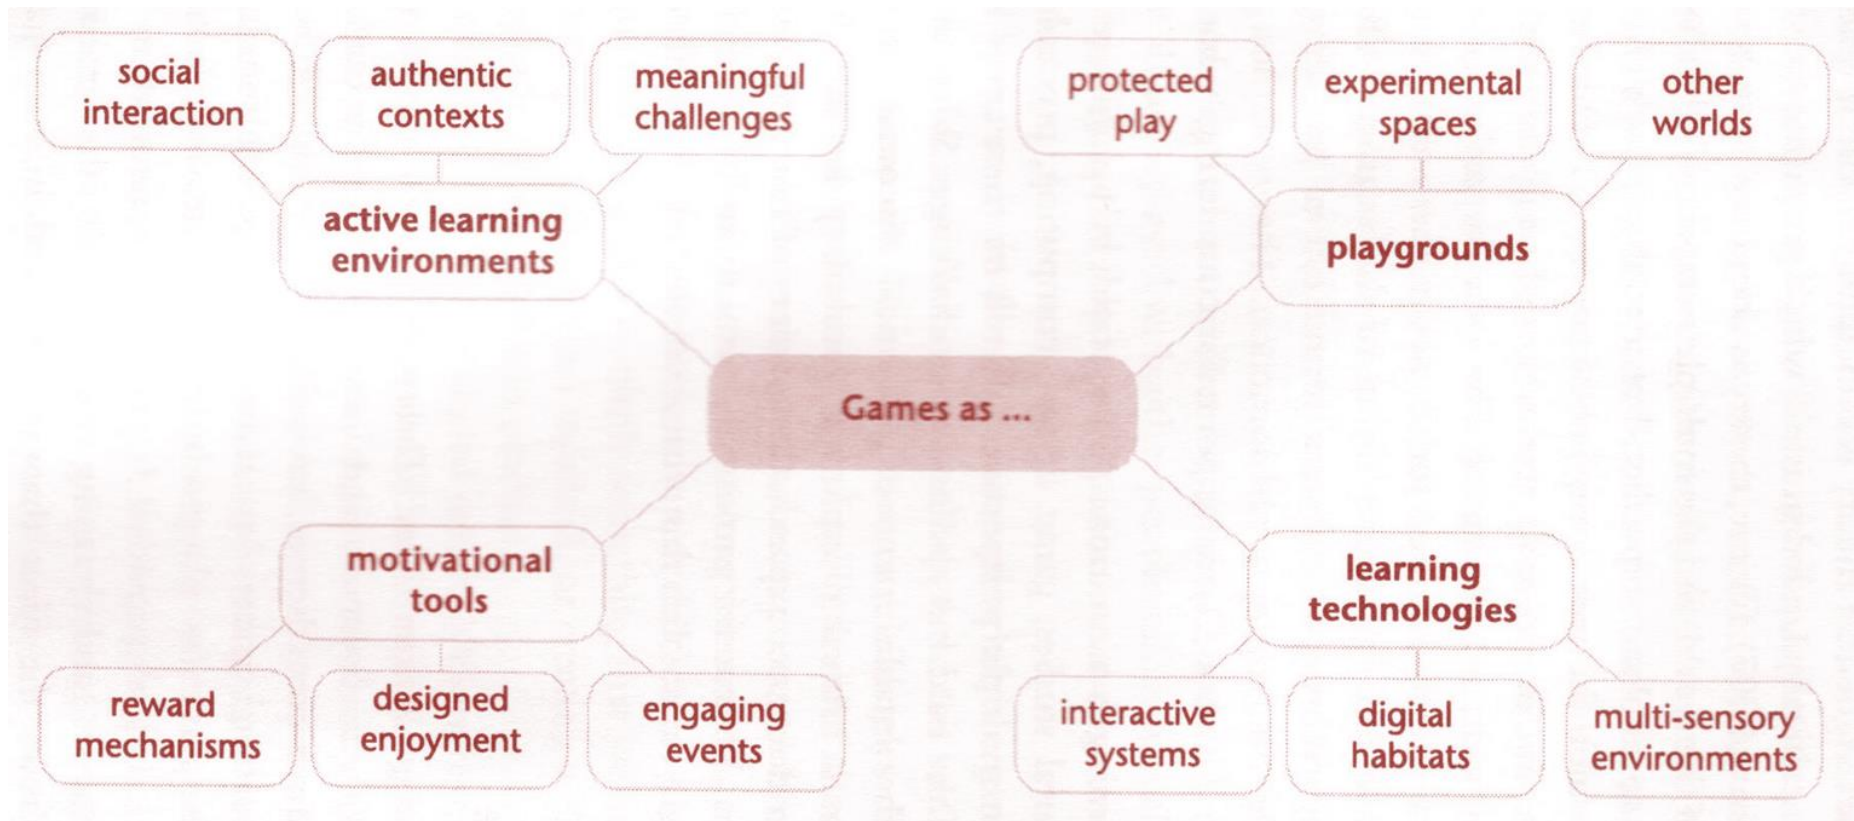 social
interaction
authentic
contexts
meaningful
challenges
active learning
environments
protected
play
experimental
spaces
other
worlds
playgrounds
Games as ...
motivational
tools
reward
mechanisms
designed
enjoyment
engaging
events
learning
technologies
interactive
systems
digital
habitats
multi-sensory
environments